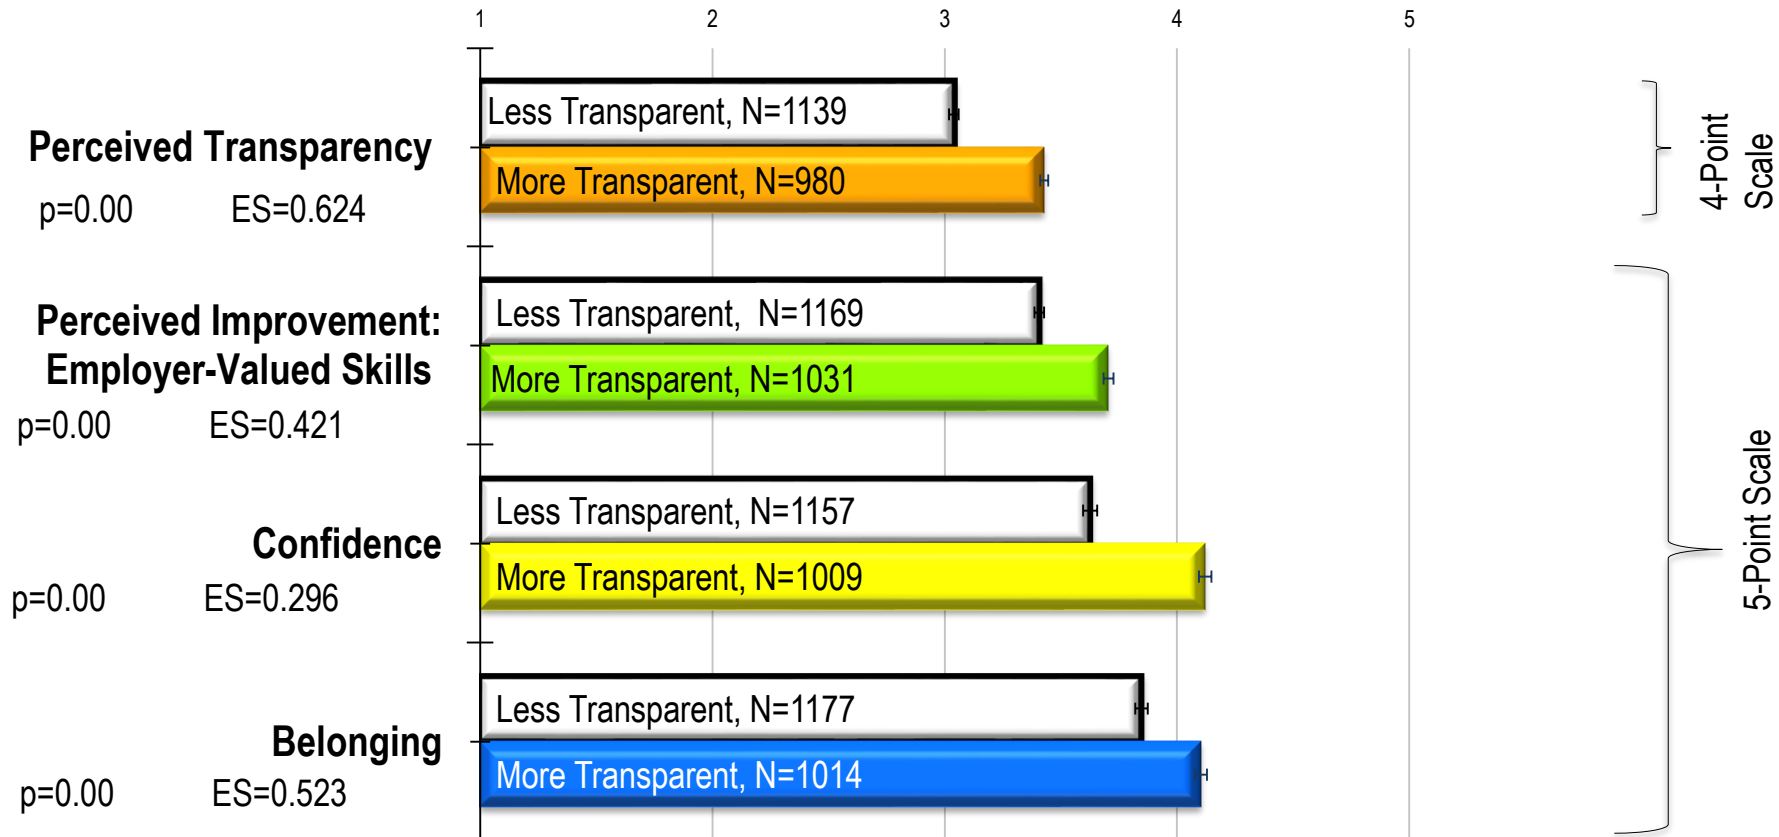 1 2 3 4 5
Less Transparent, N=1139
Perceived Transparency
More Transparent, N=980
p=0.00 ES=0.624
4-Point
Scale
Less Transparent,  N=1169
Perceived Improvement:
Employer-Valued Skills
More Transparent, N=1031
p=0.00 ES=0.421
Less Transparent, N=1157
Confidence
More Transparent, N=1009
p=0.00 ES=0.296
5-Point Scale
Less Transparent, N=1177
Belonging
More Transparent, N=1014
p=0.00 ES=0.523